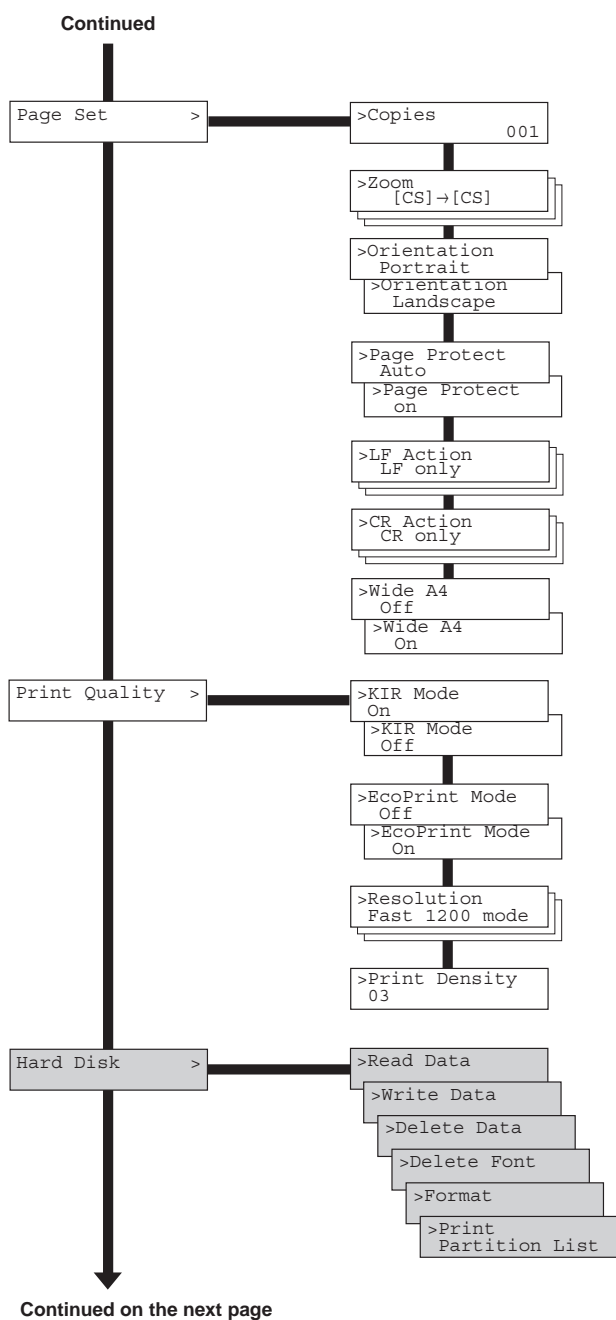 Continued
Page Set >
>Copies
001
>Zoom
[CS]→[CS]
>Orientation
Portrait
>Orientation
Landscape
>Page Protect
Auto
>Page Protect
on
>LF Action
LF only
>CR Action
CR only
>Wide A4
Off
>Wide A4
On
Print Quality >
>KIR Mode
On
>KIR Mode
Off
>EcoPrint Mode
Off
>EcoPrint Mode
On
>Resolution
Fast 1200 mode
>Print Density
03
Hard Disk >
>Read Data
>Write Data
>Delete Data
>Delete Font
>Format
>Print
Partition List
Continued on the next page